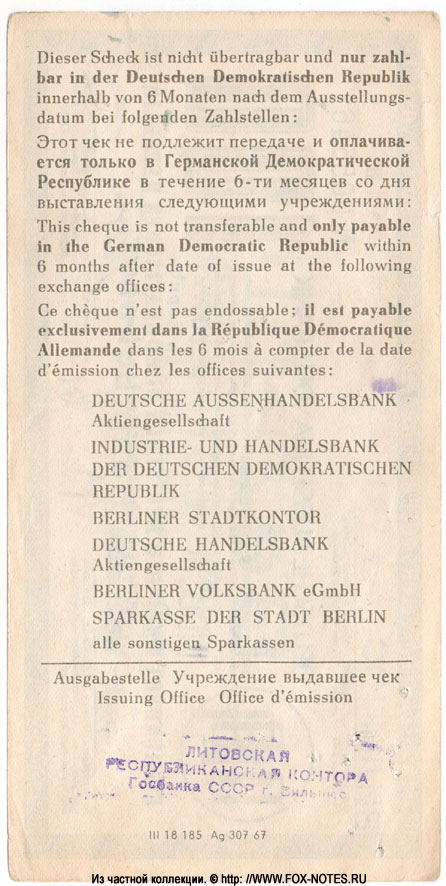 Dieser Scheck ist nicht übertragbar und nur zahl-
bar in der Deutschen Demokratischen Republik
innerhalb von 6 Monaten nach dem Ausstellungs-
datum bei folgenden Zahlstellen:
Этот чек не подлежит передаче и оплачива-
ется только в Германской Демократической
Республике в течение 6-ти месяцев со дня
выставления следующими учреждениями:
This cheque is not transferable and only payable
in the German Democratic Republic within
6 months after date of issue at the following
exchange offices:
Ce chèque n'est pas endossable; il est payable
exclusivement dans la République Démocratique
Allemande dans les 6 mois à compter de la date
d'émission chez les offices suivantes:
DEUTSCHE AUSSENHANDELSBANK
Aktiengesellschaft
INDUSTRIE- UND HANDELSBANK
DER DEUTSCHEN DEMOKRATISCHEN
REPUBLIK
BERLINER STADTKONTOR
DEUTSCHE HANDELSBANK
Aktiengesellschaft
BERLINER VOLKSBANK eGmbH
SPARKASSE DER STADT BERLIN
alle sonstigen Sparkassen
Ausgabestelle Учреждение выдавшее чек
Issuing Office Office d'émission
ЛИТОВСКАЯ
РЕСПУБЛИКАНСКАЯ КОНТОРА
Госбанка СССР г. Вильнюс
III 18 185 Ag 307 67
Из частной коллекции. © http://WWW.FOX-NOTES.RU